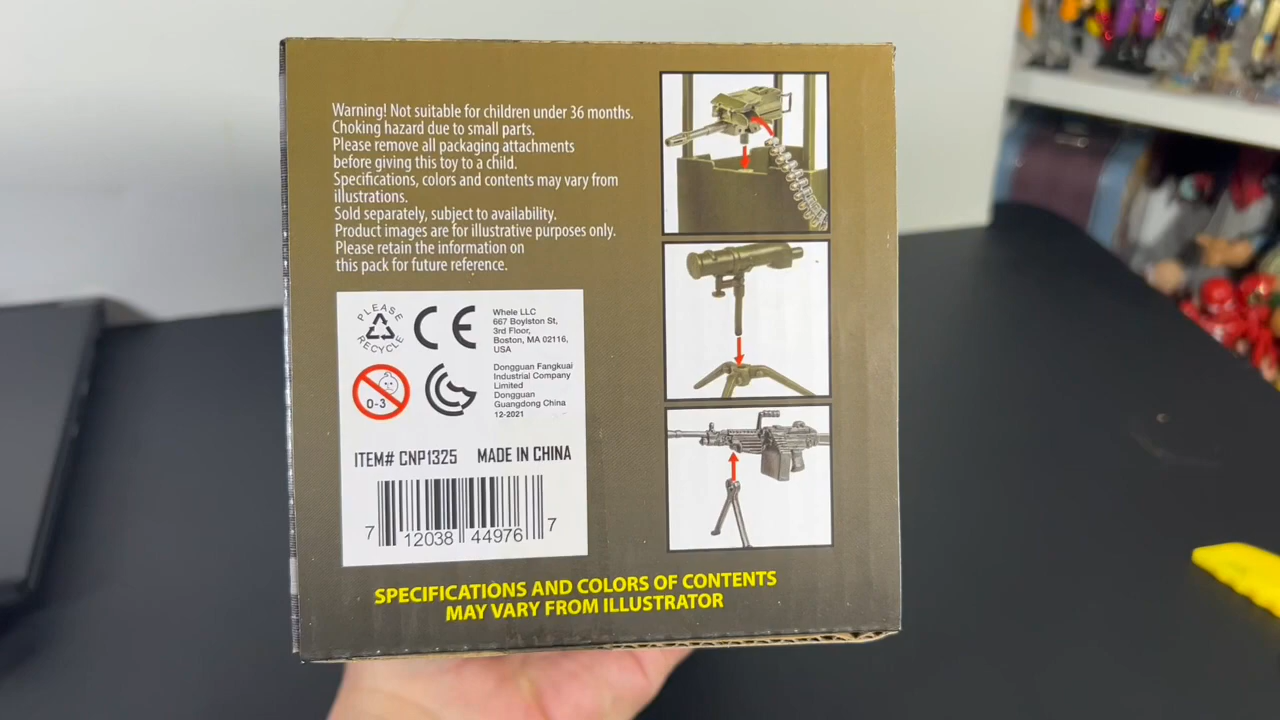 Warning! Not suitable for children under 36 months.
Choking hazard due to small parts.
Please remove all packaging attachments
before giving this toy to a child.
Specifications, colors and contents may vary from
illustrations.
Sold separately, subject to availability.
Product images are for illustrative purposes only.
Please retain the information on
this pack for future reference.
PLEASE
RECYCLE
CE
Whele LLC
667 Boylston St,
3rd Floor,
Boston, MA 02116,
USA
0-3
Dongguan Fangkuai
Industrial Company
Limited
Dongguan
Guangdong China
12-2021
ITEM# CNP1325 MADE IN CHINA
7 12038 44976 7
SPECIFICATIONS AND COLORS OF CONTENTS
MAY VARY FROM ILLUSTRATOR